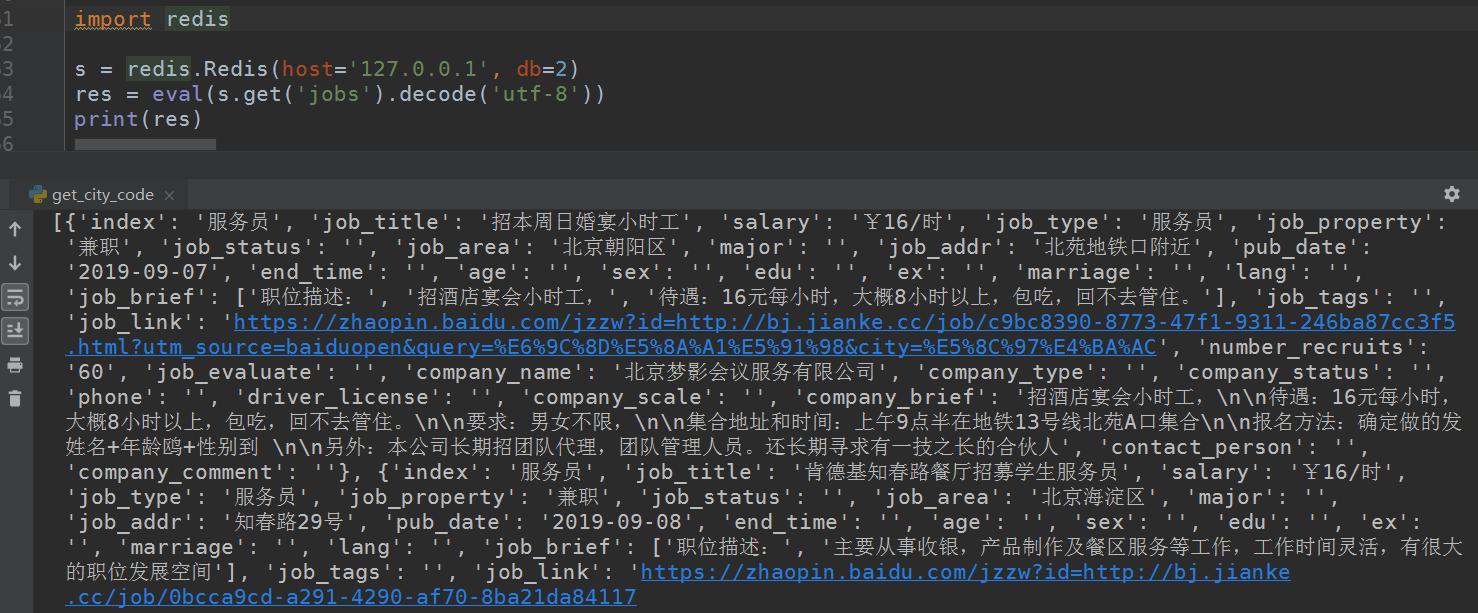 51 import redis
52
53 s = redis.Redis(host='127.0.0.1', db=2)
54 res = eval(s.get('jobs').decode('utf-8'))
55 print(res)
56
get_city_code ×
[{'index': '服务员', 'job_title': '招本周日婚宴小时工', 'salary': '￥16/时', 'job_type': '服务员', 'job_property':
'兼职', 'job_status': '', 'job_area': '北京朝阳区', 'major': '', 'job_addr': '北苑地铁口附近', 'pub_date':
'2019-09-07', 'end_time': '', 'age': '', 'sex': '', 'edu': '', 'ex': '', 'marriage': '', 'lang': '',
'job_brief': ['职位描述：', '招酒店宴会小时工，', '待遇：16元每小时，大概8小时以上，包吃，回不去管住。'], 'job_tags': '',
'job_link': 'https://zhaopin.baidu.com/jzzw?id=http://bj.jianke.cc/job/c9bc8390-8773-47f1-9311-246ba87cc3f5
.html?utm_source=baiduopen&query=%E6%9C%8D%E5%8A%A1%E5%91%98&city=%E5%8C%97%E4%BA%AC', 'number_recruits':
'60', 'job_evaluate': '', 'company_name': '北京梦影会议服务有限公司', 'company_type': '', 'company_status': '',
'phone': '', 'driver_license': '', 'company_scale': '', 'company_brief': '招酒店宴会小时工，\n\n待遇：16元每小时，
大概8小时以上，包吃，回不去管住。\n\n要求：男女不限，\n\n集合地址和时间：上午9点半在地铁13号线北苑A口集合\n\n报名方法：确定做的发
姓名+年龄鸥+性别到 \n\n另外：本公司长期招团队代理，团队管理人员。还长期寻求有一技之长的合伙人', 'contact_person': '',
'company_comment': ''}, {'index': '服务员', 'job_title': '肯德基知春路餐厅招募学生服务员', 'salary': '￥16/时',
'job_type': '服务员', 'job_property': '兼职', 'job_status': '', 'job_area': '北京海淀区', 'major': '',
'job_addr': '知春路29号', 'pub_date': '2019-09-08', 'end_time': '', 'age': '', 'sex': '', 'edu': '', 'ex':
'', 'marriage': '', 'lang': '', 'job_brief': ['职位描述：', '主要从事收银，产品制作及餐区服务等工作，工作时间灵活，有很大
的职位发展空间'], 'job_tags': '', 'job_link': 'https://zhaopin.baidu.com/jzzw?id=http://bj.jianke
.cc/job/0bcca9cd-a291-4290-af70-8ba21da84117